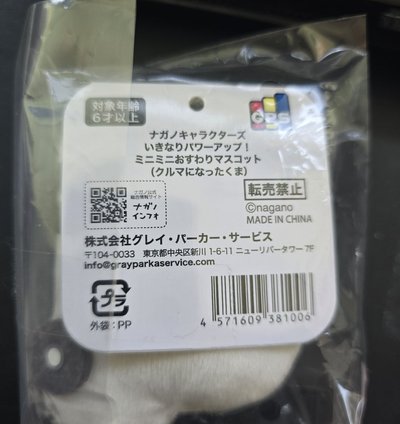 対象年齢
6才以上
GPS
ナガノキャラクターズ
いきなりパワーアップ！
ミニミニおすわりマスコット
(クルマになったくま)
ナガノ公式
総合情報サイト
ナガノ
インフォ
転売禁止
©nagano
MADE IN CHINA
株式会社グレイ・パーカー・サービス
〒104-0033 東京都中央区新川 1-6-11 ニューリバータワー 7F
info@grayparkaservice.com
プラ
外袋：PP
4 571609 381006